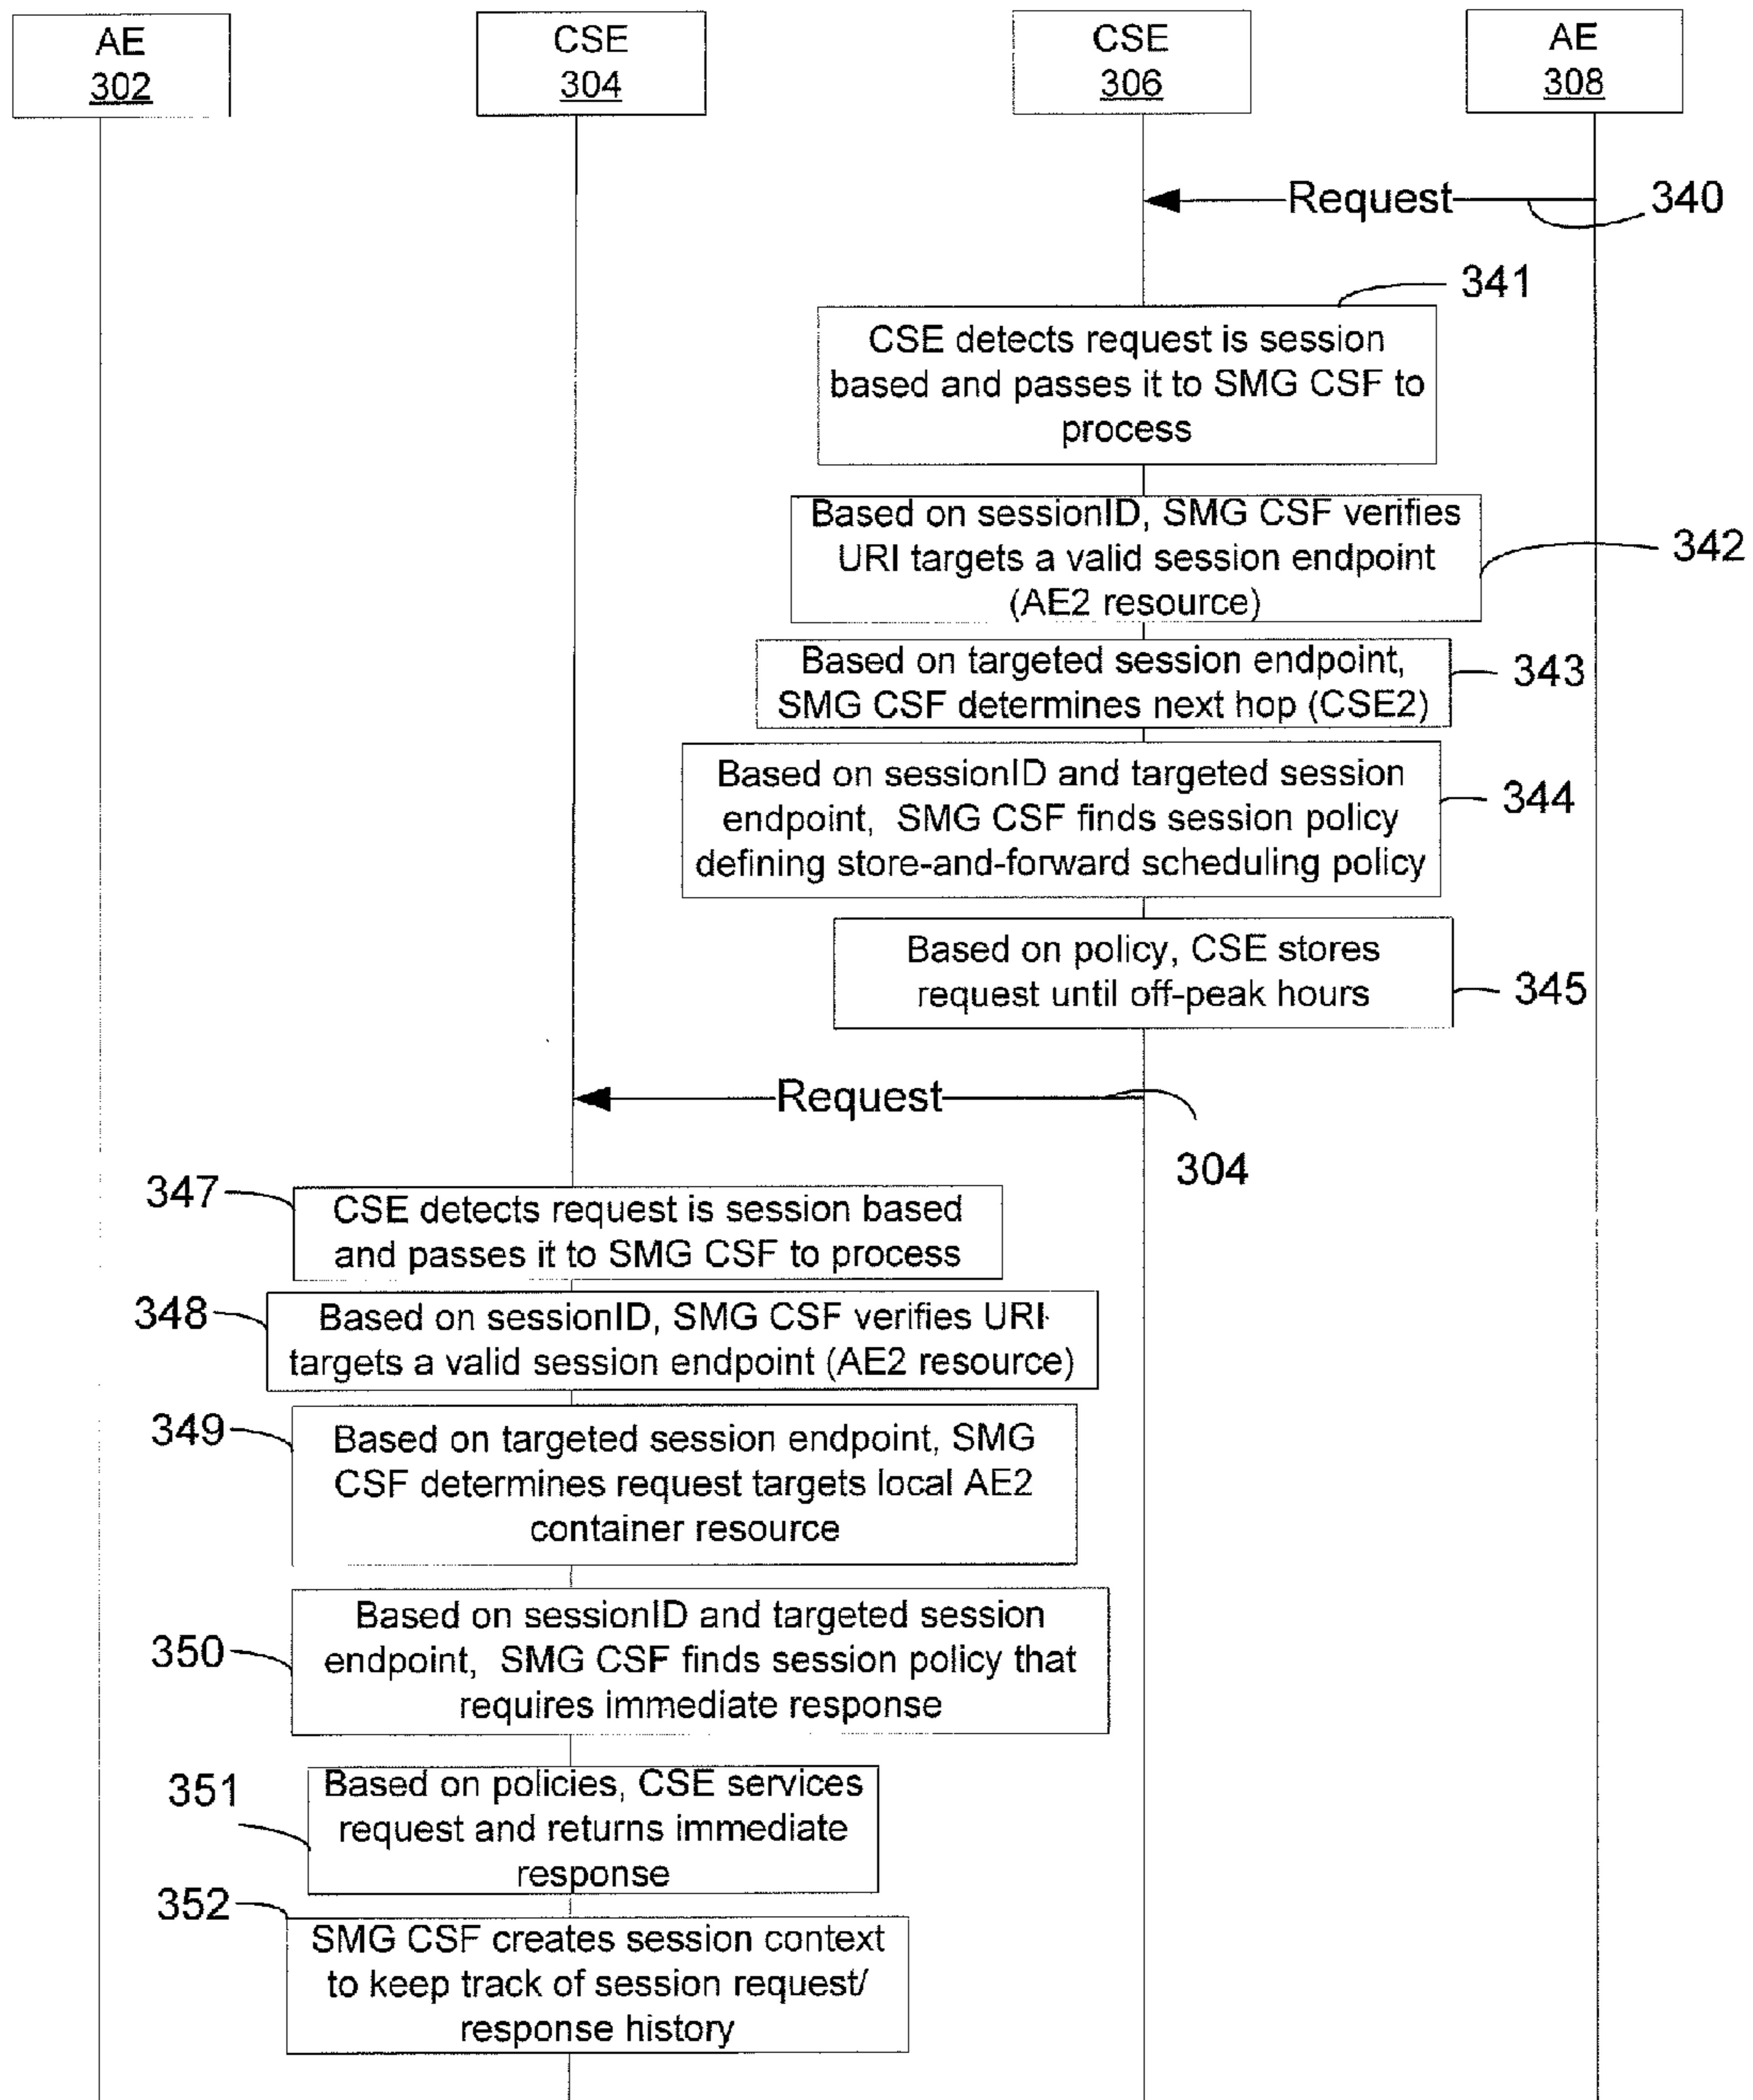 AE
302
CSE
304
CSE
306
AE
308
Request
340
341
CSE detects request is session
based and passes it to SMG CSF to
process
Based on sessionID, SMG CSF verifies
URI targets a valid session endpoint
(AE2 resource)
342
Based on targeted session endpoint,
SMG CSF determines next hop (CSE2)
343
Based on sessionID and targeted session
endpoint, SMG CSF finds session policy
defining store-and-forward scheduling policy
344
Based on policy, CSE stores
request until off-peak hours
345
Request
304
347
CSE detects request is session based
and passes it to SMG CSF to process
348
Based on sessionID, SMG CSF verifies URI
targets a valid session endpoint (AE2 resource)
349
Based on targeted session endpoint, SMG
CSF determines request targets local AE2
container resource
350
Based on sessionID and targeted session
endpoint, SMG CSF finds session policy that
requires immediate response
351
Based on policies, CSE services
request and returns immediate
response
352
SMG CSF creates session context
to keep track of session request/
response history